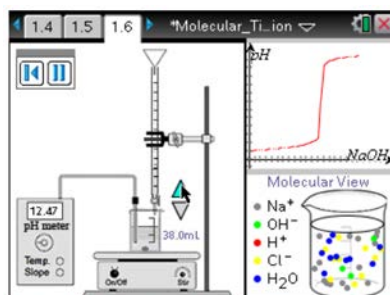 1.4 1.5 1.6 *Molecular_Ti...ion
pH
NaOH
12.47
pH meter
Temp.
Slope
38.0mL
On/Off
Stir
Molecular View
Na⁺
OH⁻
H⁺
Cl⁻
H₂O